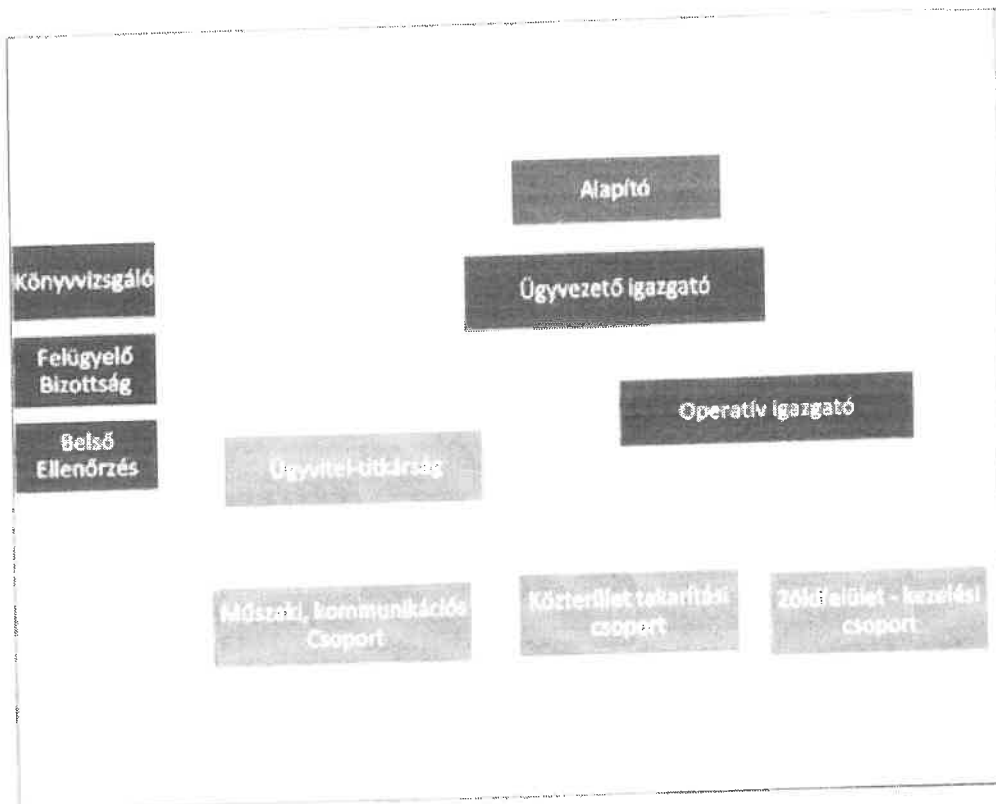 Alapító
Könyvvizsgáló
Ügyvezető igazgató
Felügyelő
Bizottság
Operatív igazgató
Belső
Ellenőrzés
Ügyvitel-titkárság
Műszaki, kommunikációs
Csoport
Közterület takarítási
csoport
Zöldfelület - kezelési
csoport